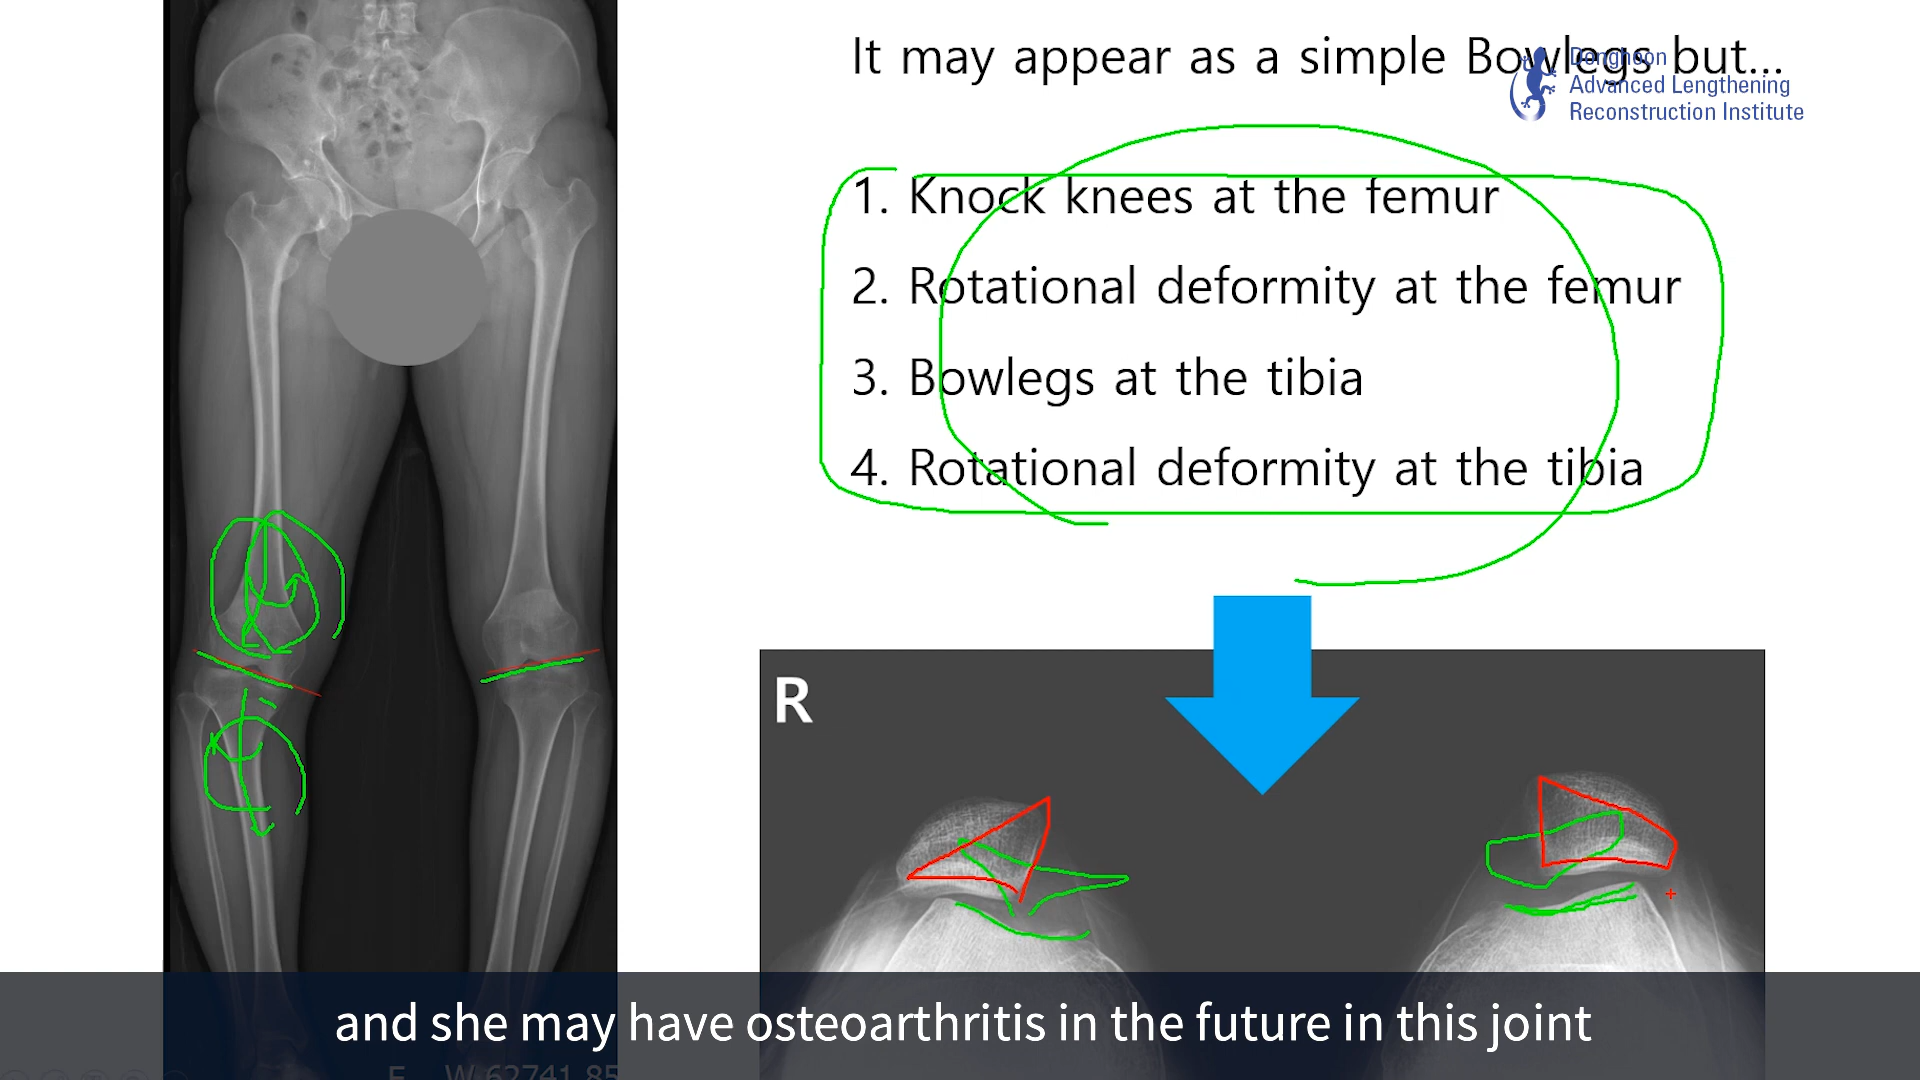 It may appear as a simple Bowlegs but...
Donghoon
Advanced Lengthening
Reconstruction Institute
1. Knock knees at the femur
2. Rotational deformity at the femur
3. Bowlegs at the tibia
4. Rotational deformity at the tibia
R
and she may have osteoarthritis in the future in this joint